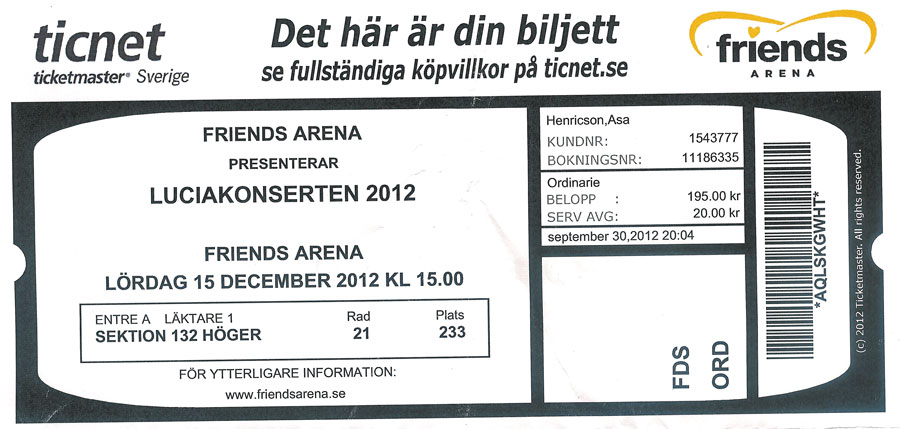 ticnet
ticketmaster® Sverige
Det här är din biljett
se fullständiga köpvillkor på ticnet.se
friends
ARENA
FRIENDS ARENA
PRESENTERAR
LUCIAKONSERTEN 2012
FRIENDS ARENA
LÖRDAG 15 DECEMBER 2012 KL 15.00
ENTRE A LÄKTARE 1 Rad Plats
SEKTION 132 HÖGER 21 233
FÖR YTTERLIGARE INFORMATION:
www.friendsarena.se
Henricson,Asa
KUNDNR: 1543777
BOKNINGSNR: 11186335
Ordinarie
BELOPP : 195.00 kr
SERV AVG: 20.00 kr
september 30,2012 20:04
FDS
ORD
*AQLSKGWHT*
(c) 2012 Ticketmaster. All rights reserved.